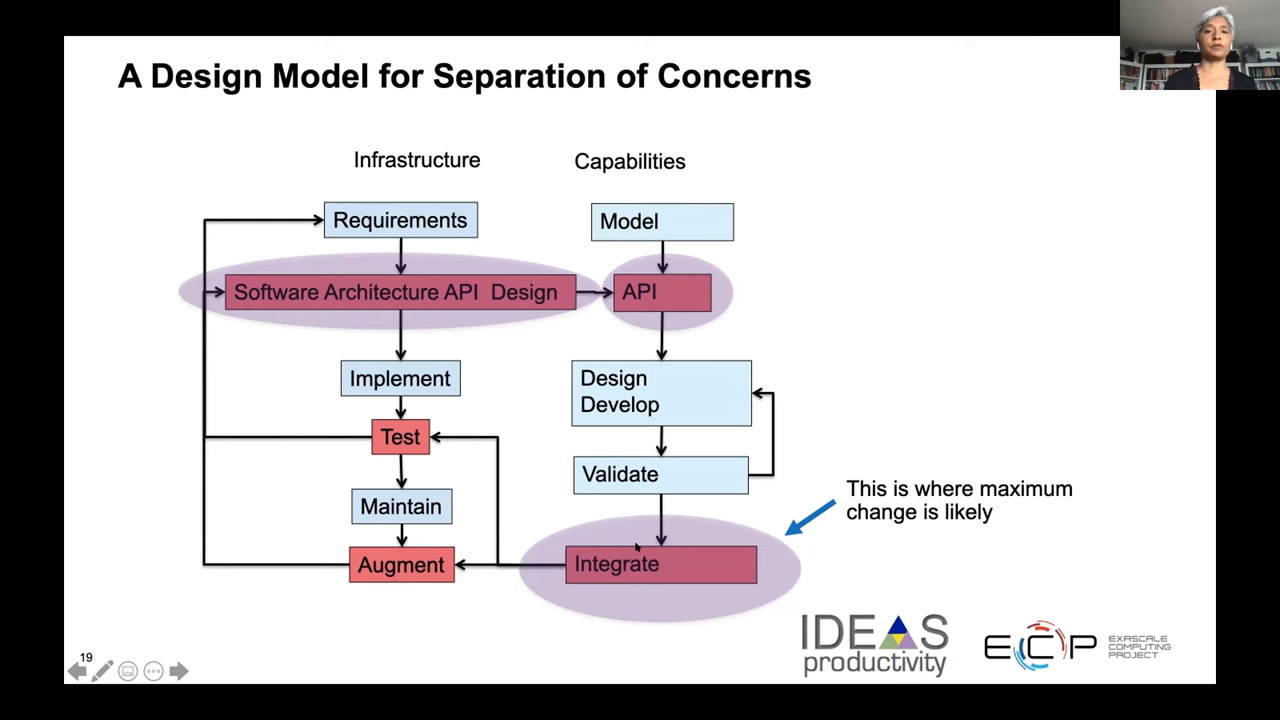 A Design Model for Separation of Concerns
Infrastructure
Capabilities
Requirements
Model
Software Architecture API Design
API
Implement
Design
Develop
Test
Validate
Maintain
This is where maximum
change is likely
Augment
Integrate
IDEAS
productivity
ECP
EXASCALE
COMPUTING
PROJECT
19